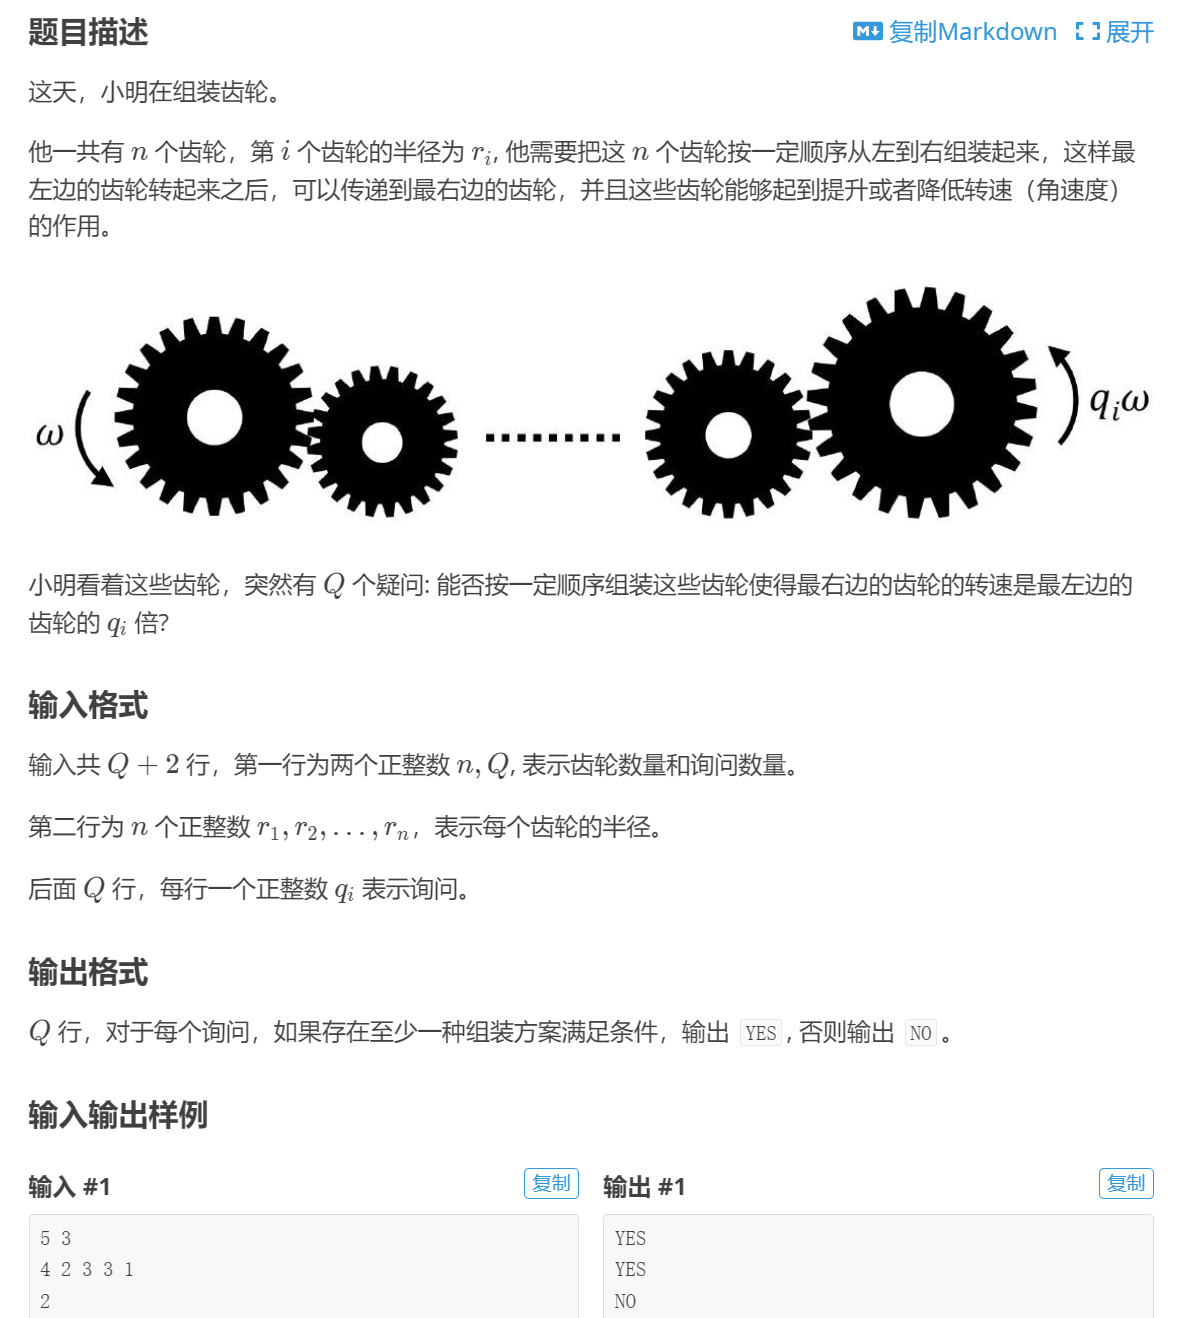 题目描述
复制Markdown 展开
这天，小明在组装齿轮。
他一共有 n 个齿轮，第 i 个齿轮的半径为 r_i, 他需要把这 n 个齿轮按一定顺序从左到右组装起来，这样最
左边的齿轮转起来之后，可以传递到最右边的齿轮，并且这些齿轮能够起到提升或者降低转速（角速度）
的作用。
ω
q_iω
小明看着这些齿轮，突然有 Q 个疑问: 能否按一定顺序组装这些齿轮使得最右边的齿轮的转速是最左边的
齿轮的 q_i 倍?
输入格式
输入共 Q + 2 行，第一行为两个正整数 n, Q, 表示齿轮数量和询问数量。
第二行为 n 个正整数 r_1, r_2, …, r_n，表示每个齿轮的半径。
后面 Q 行，每行一个正整数 q_i 表示询问。
输出格式
Q 行，对于每个询问，如果存在至少一种组装方案满足条件，输出 YES , 否则输出 NO 。
输入输出样例
输入 #1 复制
5 3
4 2 3 3 1
2
输出 #1 复制
YES
YES
NO